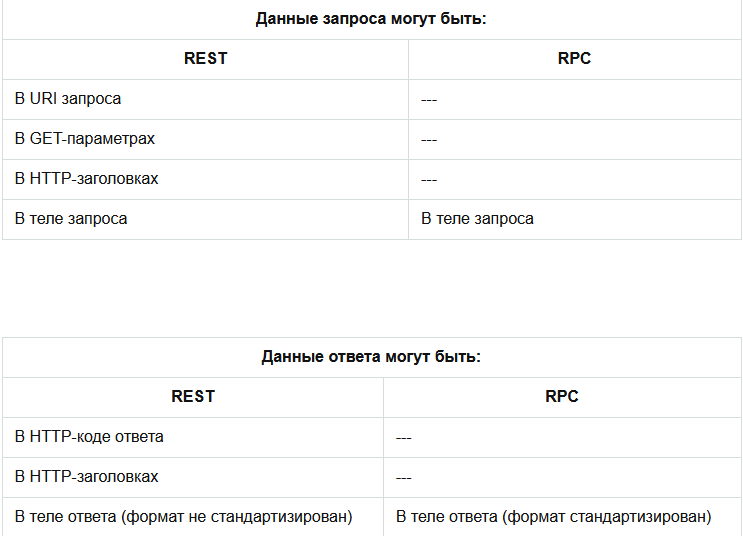 Данные запроса могут быть:
REST RPC
В URI запроса ---
В GET-параметрах ---
В HTTP-заголовках ---
В теле запроса В теле запроса
Данные ответа могут быть:
REST RPC
В HTTP-коде ответа ---
В HTTP-заголовках ---
В теле ответа (формат не стандартизирован) В теле ответа (формат стандартизирован)